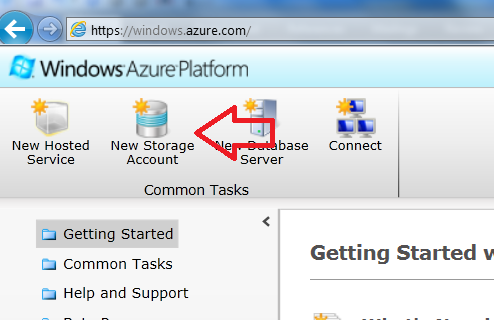 https://windows.azure.com/
Windows Azure Platform
New Hosted
Service
New Storage
Account
New Database
Server
Connect
Common Tasks
Getting Started
Getting Started w
Common Tasks
Help and Support